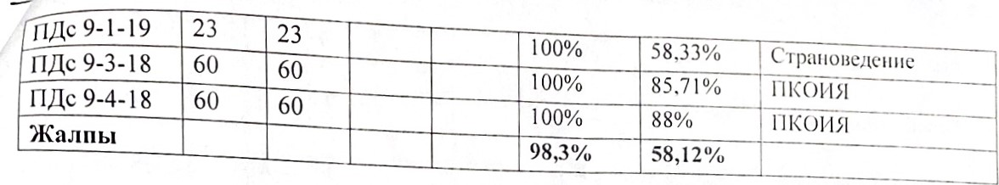 ПДс 9-1-19 23 23 100% 58,33% Страноведение
ПДс 9-3-18 60 60 100% 85,71% ПКОИЯ
ПДс 9-4-18 60 60 100% 88% ПКОИЯ
Жалпы 98,3% 58,12%